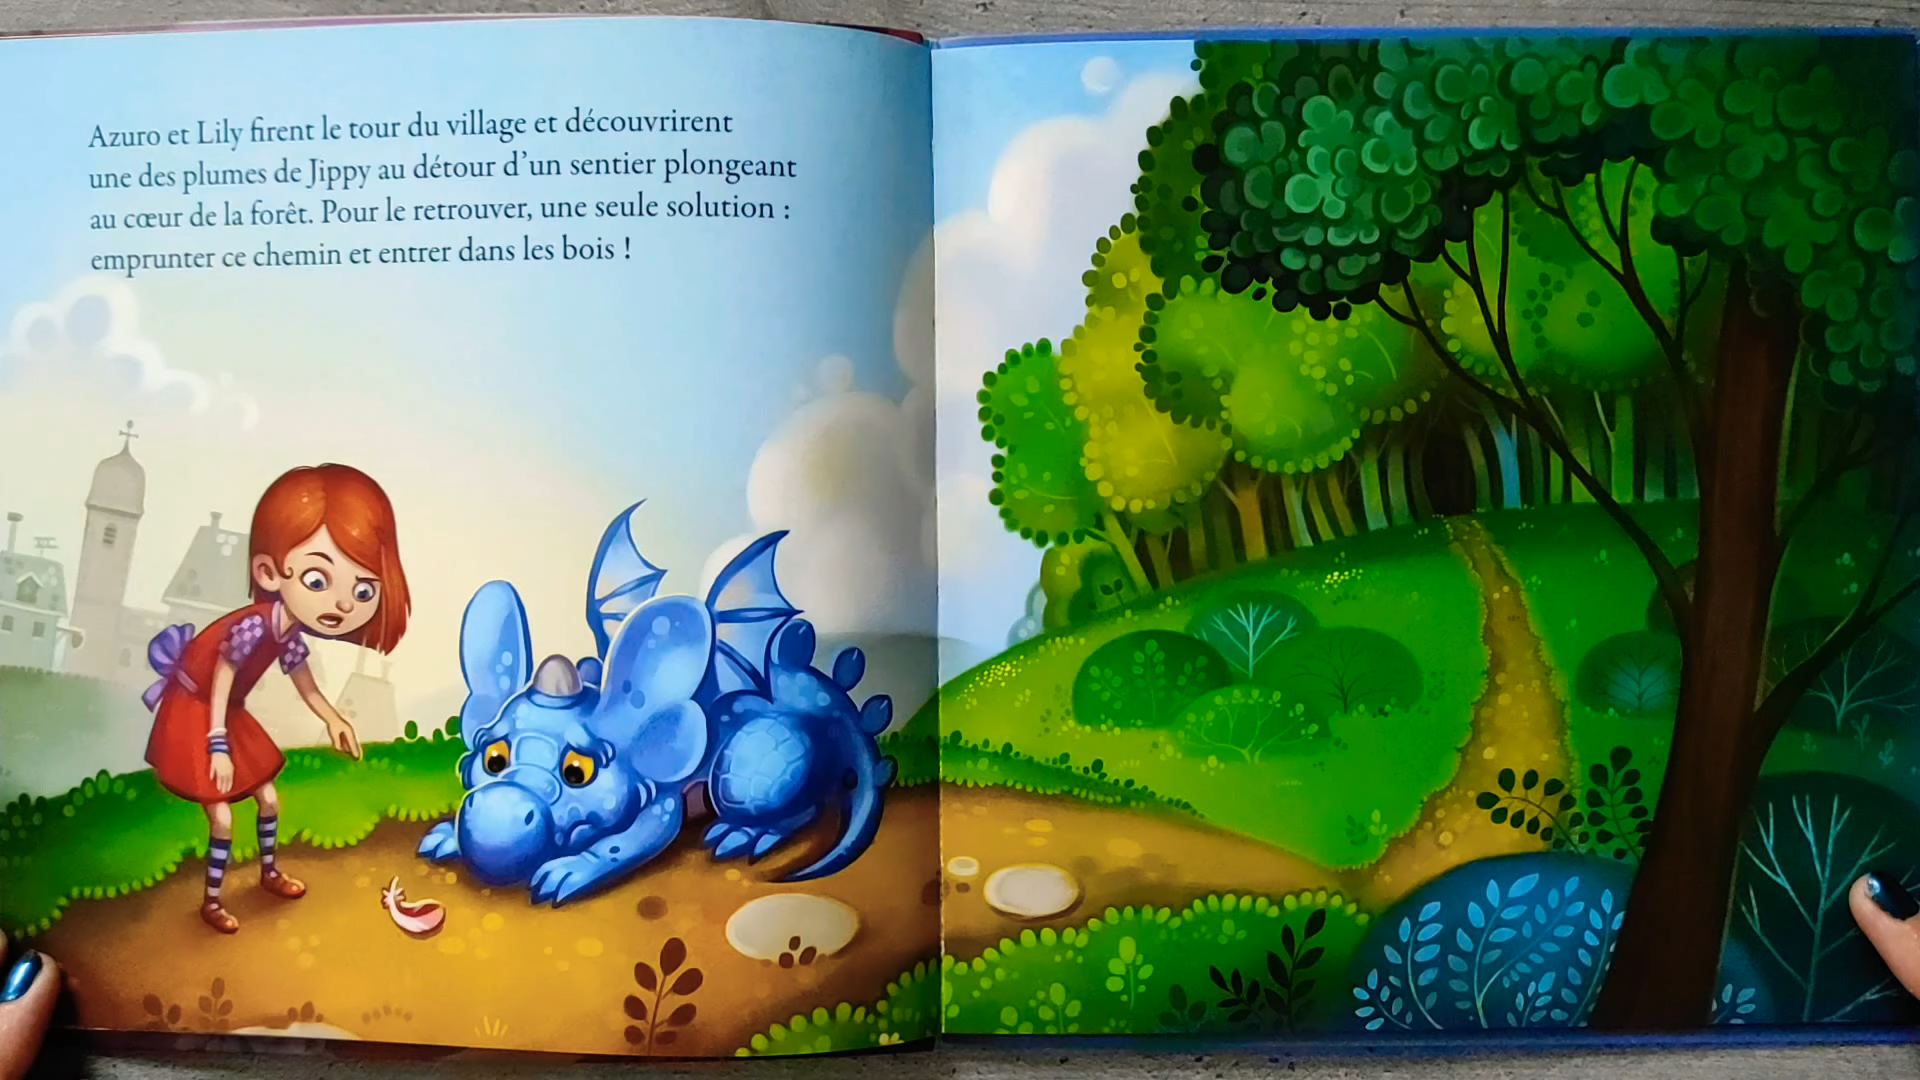 Azuro et Lily firent le tour du village et découvrirent
une des plumes de Jippy au détour d'un sentier plongeant
au cœur de la forêt. Pour le retrouver, une seule solution :
emprunter ce chemin et entrer dans les bois !